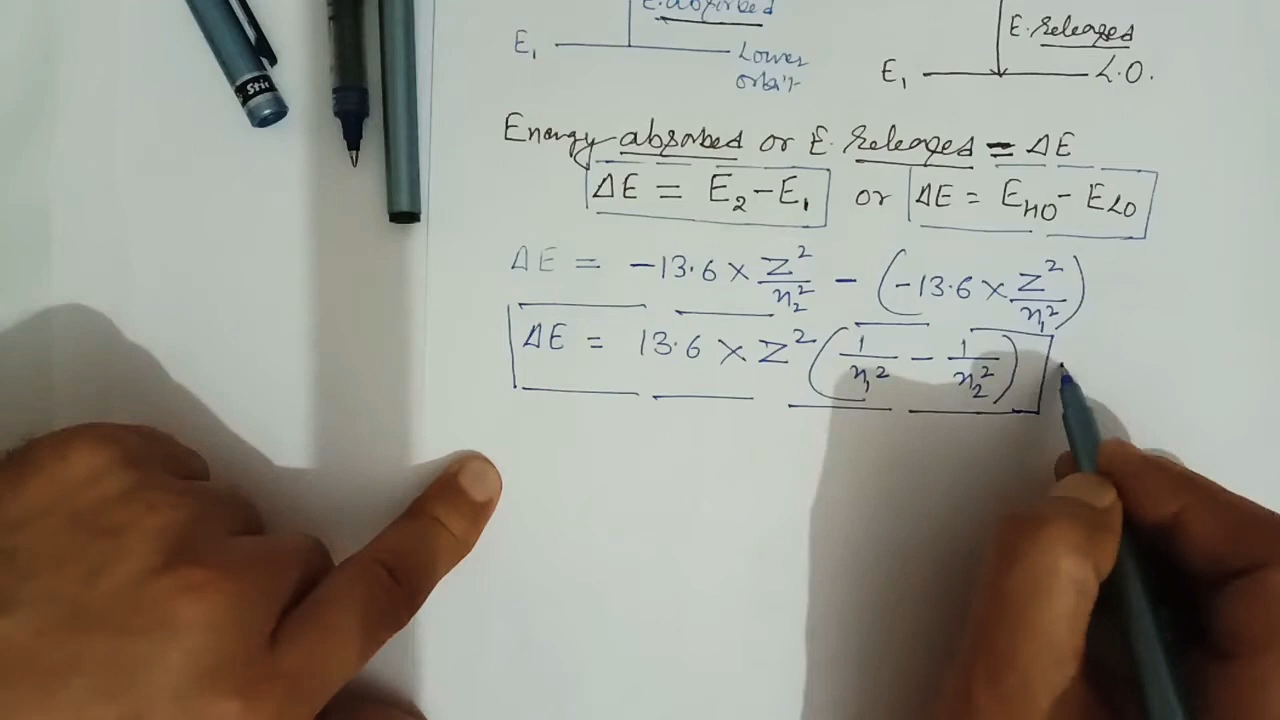 E.absorbed
E₁ Lower
orbit
E.releases
E₁ L.O.
Energy absorbed or E. releases = ΔE
ΔE = E₂ - E₁ or ΔE = E_HO - E_LO
ΔE = -13.6 × Z²/n₂² - (-13.6 × Z²/n₁²)
ΔE = 13.6 × Z² (1/n₁² - 1/n₂²)
Stic